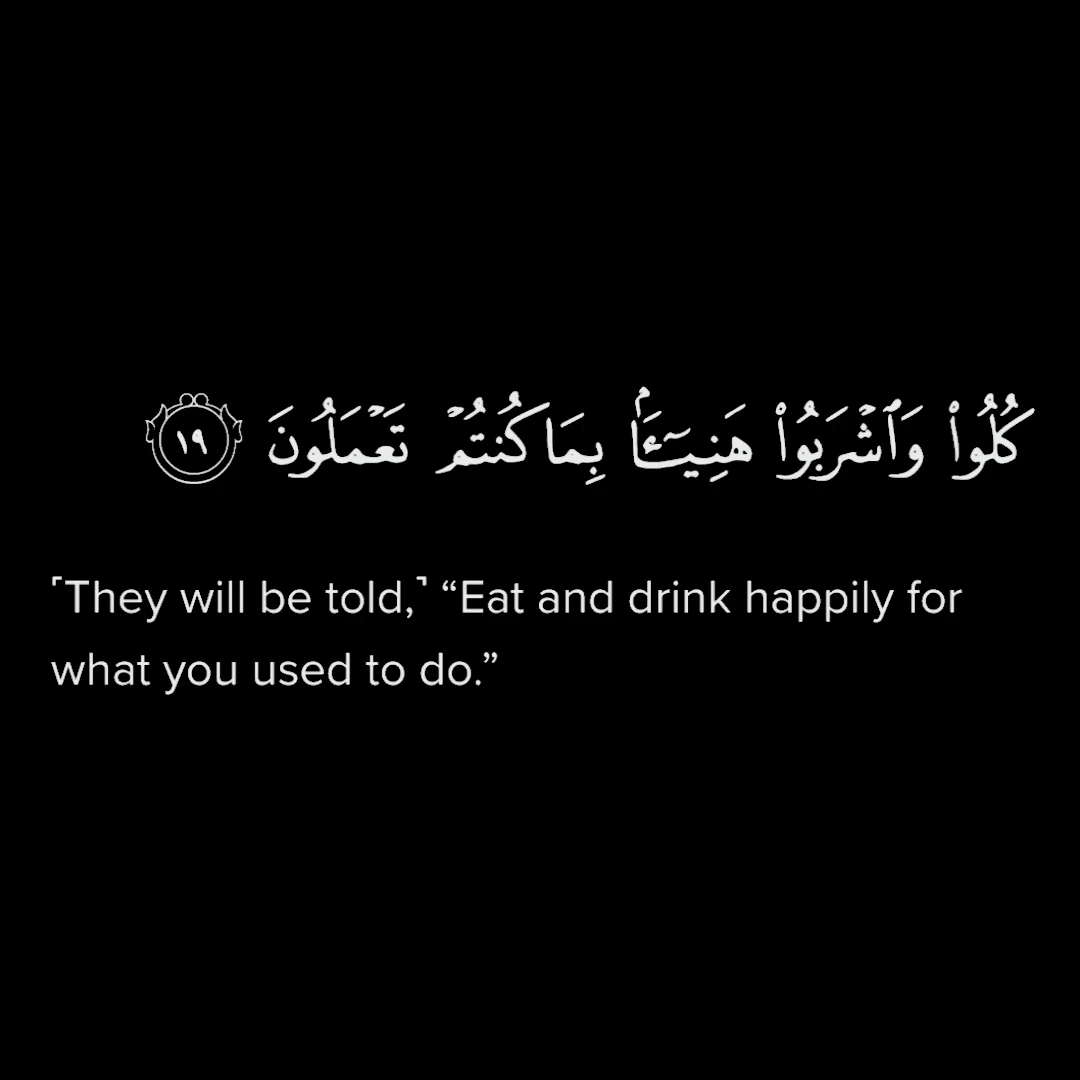 كُلُوا۟ وَٱشْرَبُوا۟ هَنِيٓـَٔۢا بِمَا كُنتُمْ تَعْمَلُونَ ١٩
⸢They will be told,⸣ “Eat and drink happily for
what you used to do.”